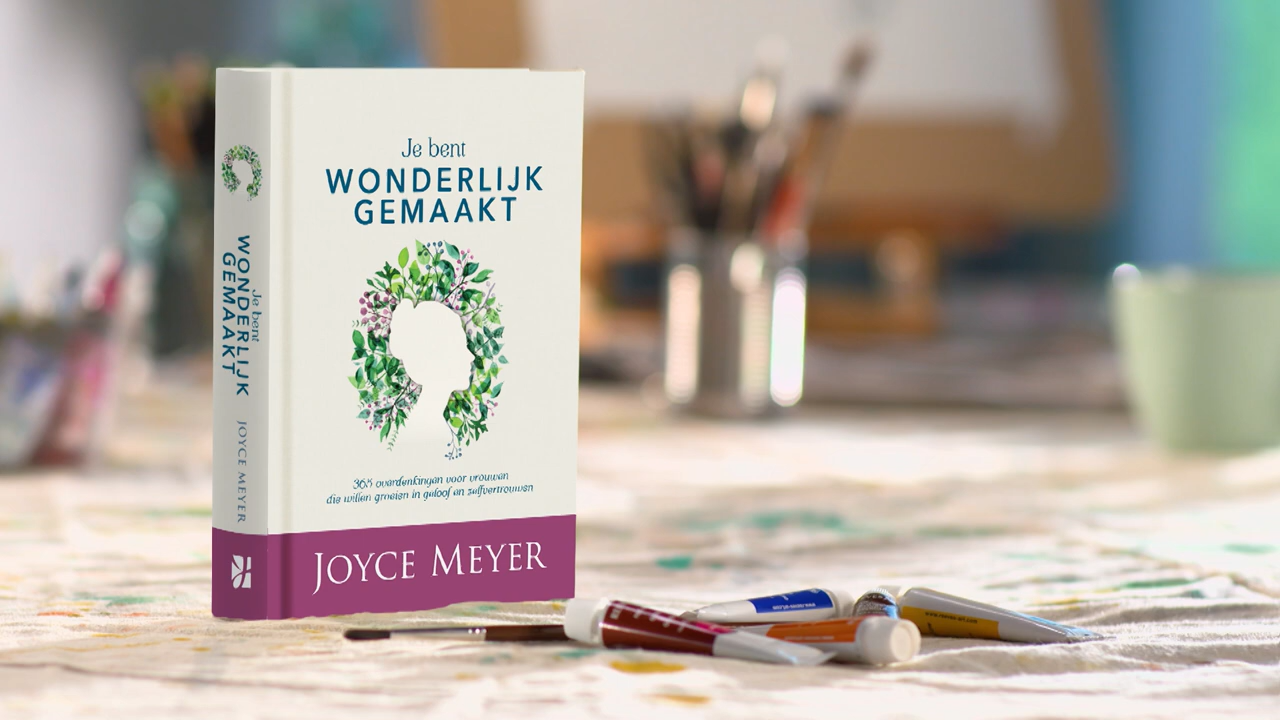 Je bent
WONDERLIJK
GEMAAKT
365 overdenkingen voor vrouwen
die willen groeien in geloof en zelfvertrouwen
JOYCE MEYER
Je bent
WONDERLIJK
GEMAAKT
JOYCE MEYER